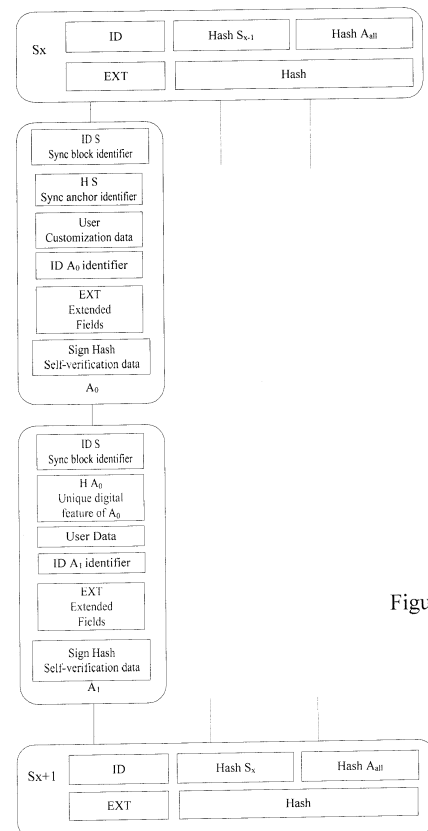 Sx
ID
Hash Sx-1
Hash Aall
EXT
Hash
ID S
Sync block identifier
H S
Sync anchor identifier
User
Customization data
ID A0 identifier
EXT
Extended
Fields
Sign Hash
Self-verification data
A0
ID S
Sync block identifier
H A0
Unique digital
feature of A0
User Data
ID A1 identifier
EXT
Extended
Fields
Sign Hash
Self-verification data
A1
Figu
Sx+1
ID
Hash Sx
Hash Aall
EXT
Hash